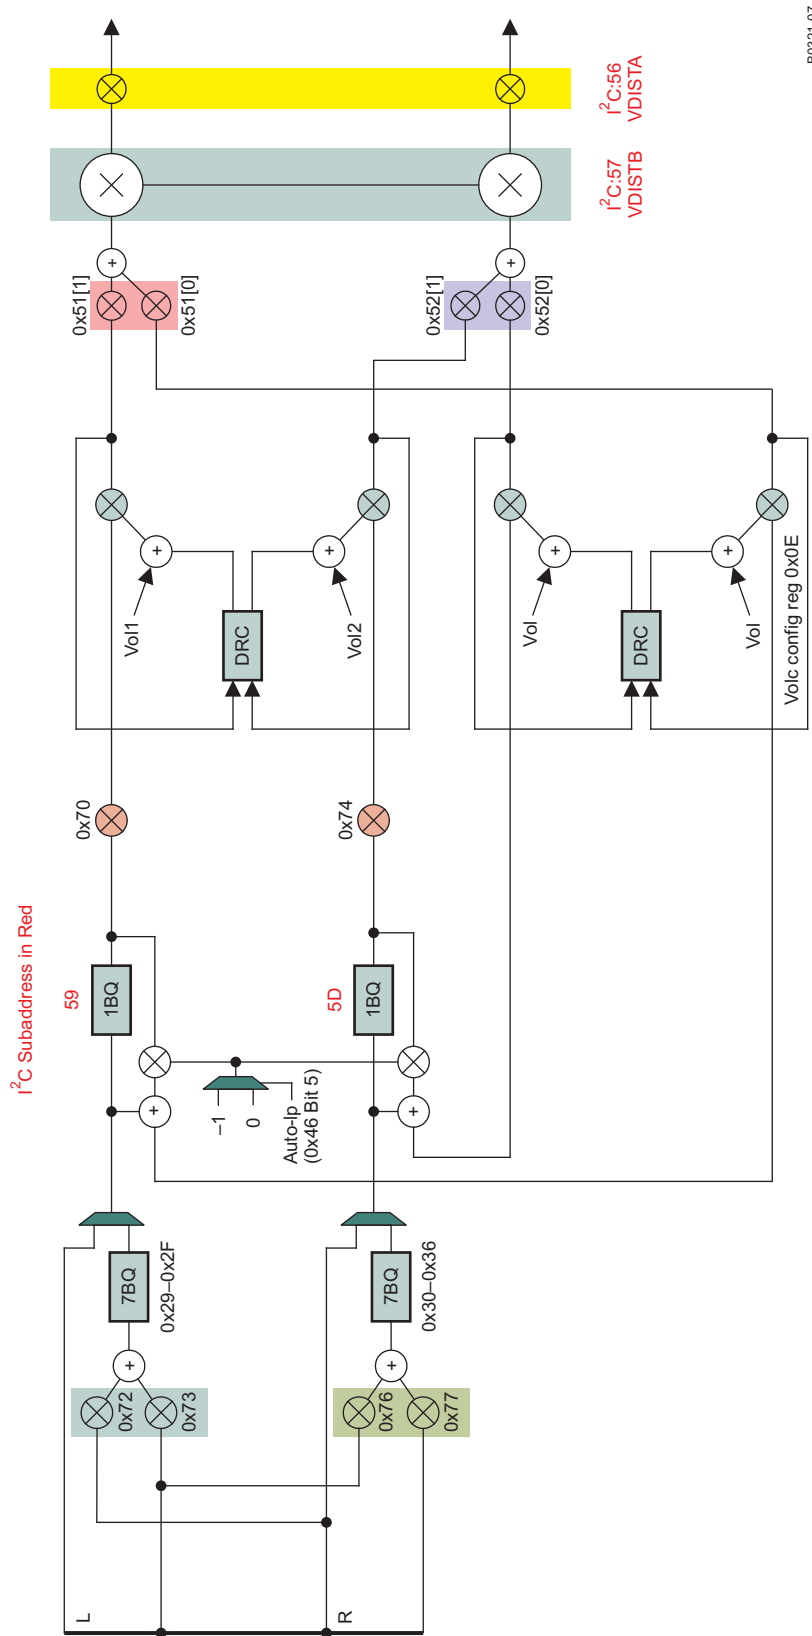 I²C Subaddress in Red
L
59
0x70
0x51[1]
1BQ
0x72
7BQ
Vol1
0x29–0x2F
0x73
0x51[0]
–1
0
DRC
Auto-lp
(0x46 Bit 5)
R
5D
0x74
Vol2
0x52[1]
1BQ
0x76
7BQ
0x30–0x36
0x77
0x52[0]
Vol
DRC
Vol
Volc config reg 0x0E
I²C:57
VDISTB
I²C:56
VDISTA